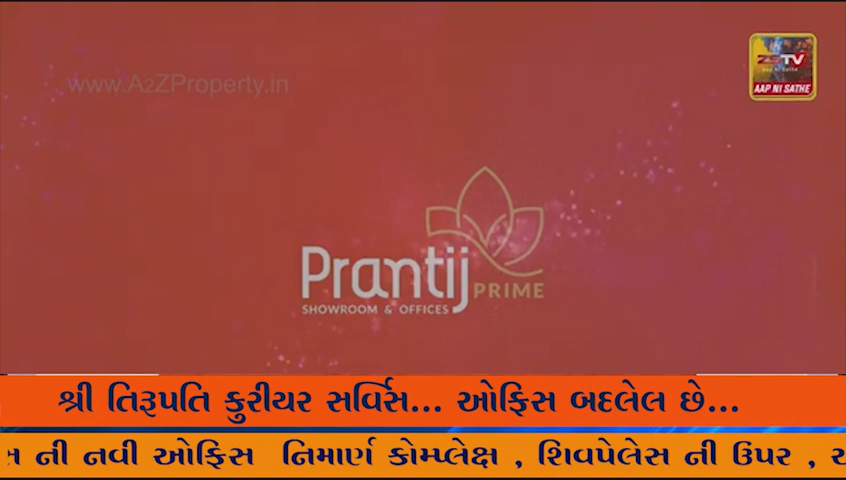 www.A2ZProperty.in
ZSTV
AAP NI SATHE
Prantij
PRIME
SHOWROOM & OFFICES
શ્રી તિરૂપતિ કુરીયર સર્વિસ... ઓફિસ બદલેલ છે...
ની નવી ઓફિસ નિમાર્ણ કોમ્પ્લેક્ષ , શિવપેલેસ ની ઉપર ,